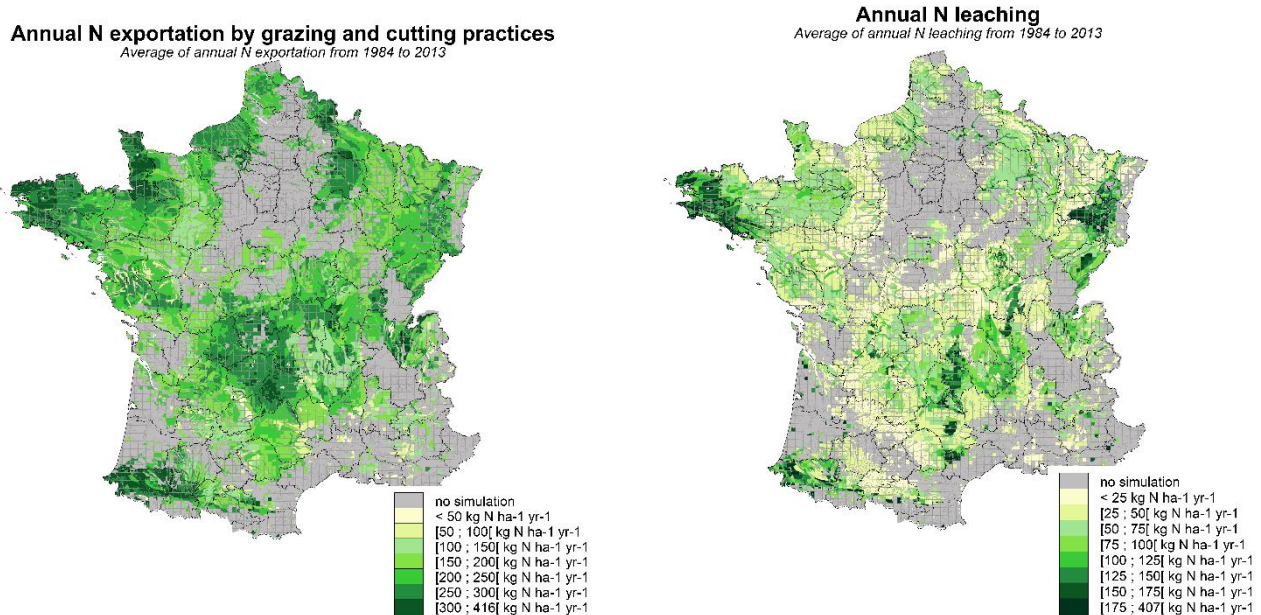 Annual N exportation by grazing and cutting practices
Average of annual N exportation from 1984 to 2013
no simulation
< 50 kg N ha-1 yr-1
[50 ; 100[ kg N ha-1 yr-1
[100 ; 150[ kg N ha-1 yr-1
[150 ; 200[ kg N ha-1 yr-1
[200 ; 250[ kg N ha-1 yr-1
[250 ; 300[ kg N ha-1 yr-1
[300 ; 416[ kg N ha-1 yr-1
Annual N leaching
Average of annual N leaching from 1984 to 2013
no simulation
< 25 kg N ha-1 yr-1
[25 ; 50[ kg N ha-1 yr-1
[50 ; 75[ kg N ha-1 yr-1
[75 ; 100[ kg N ha-1 yr-1
[100 ; 125[ kg N ha-1 yr-1
[125 ; 150[ kg N ha-1 yr-1
[150 ; 175[ kg N ha-1 yr-1
[175 ; 407[ kg N ha-1 yr-1